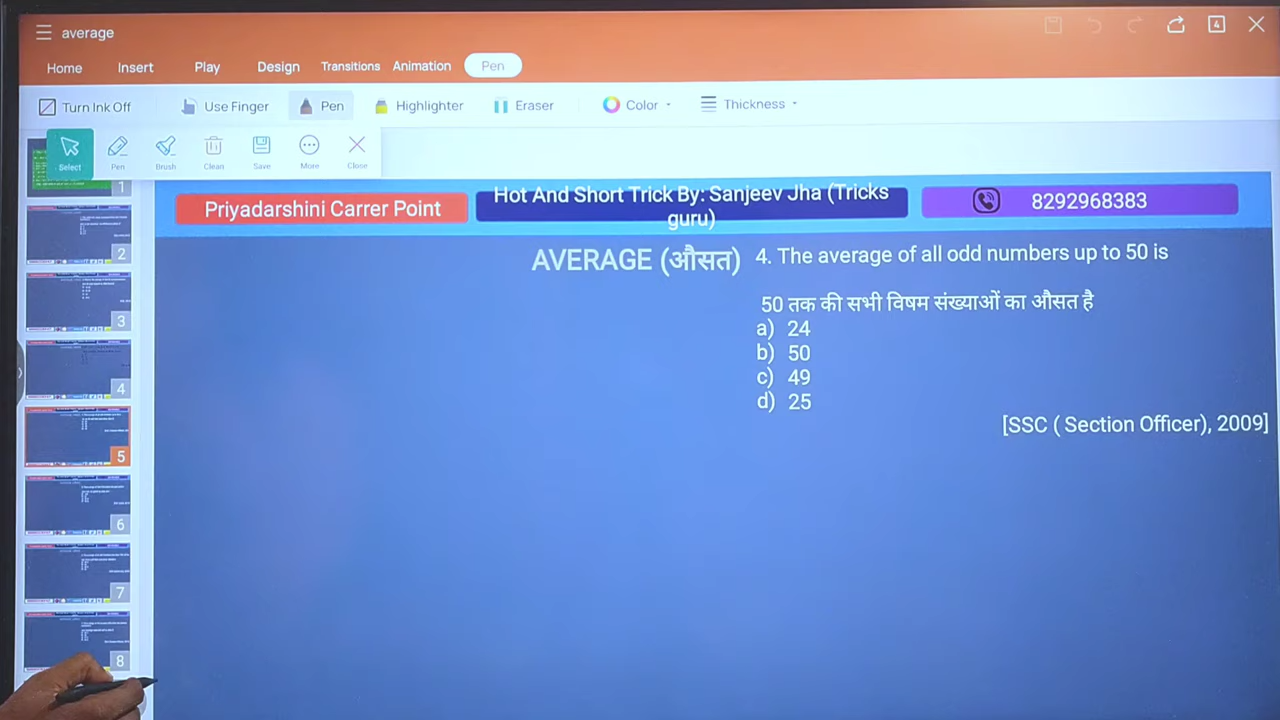 average
4
Home Insert Play Design Transitions Animation Pen
Turn Ink Off Use Finger Pen Highlighter Eraser Color Thickness
Select Pen Brush Clean Save More Close
1
2
3
4
5
6
7
8
Priyadarshini Carrer Point
Hot And Short Trick By: Sanjeev Jha (Tricks
guru)
8292968383
AVERAGE (औसत)
4. The average of all odd numbers up to 50 is
50 तक की सभी विषम संख्याओं का औसत है
a) 24
b) 50
c) 49
d) 25
[SSC ( Section Officer), 2009]